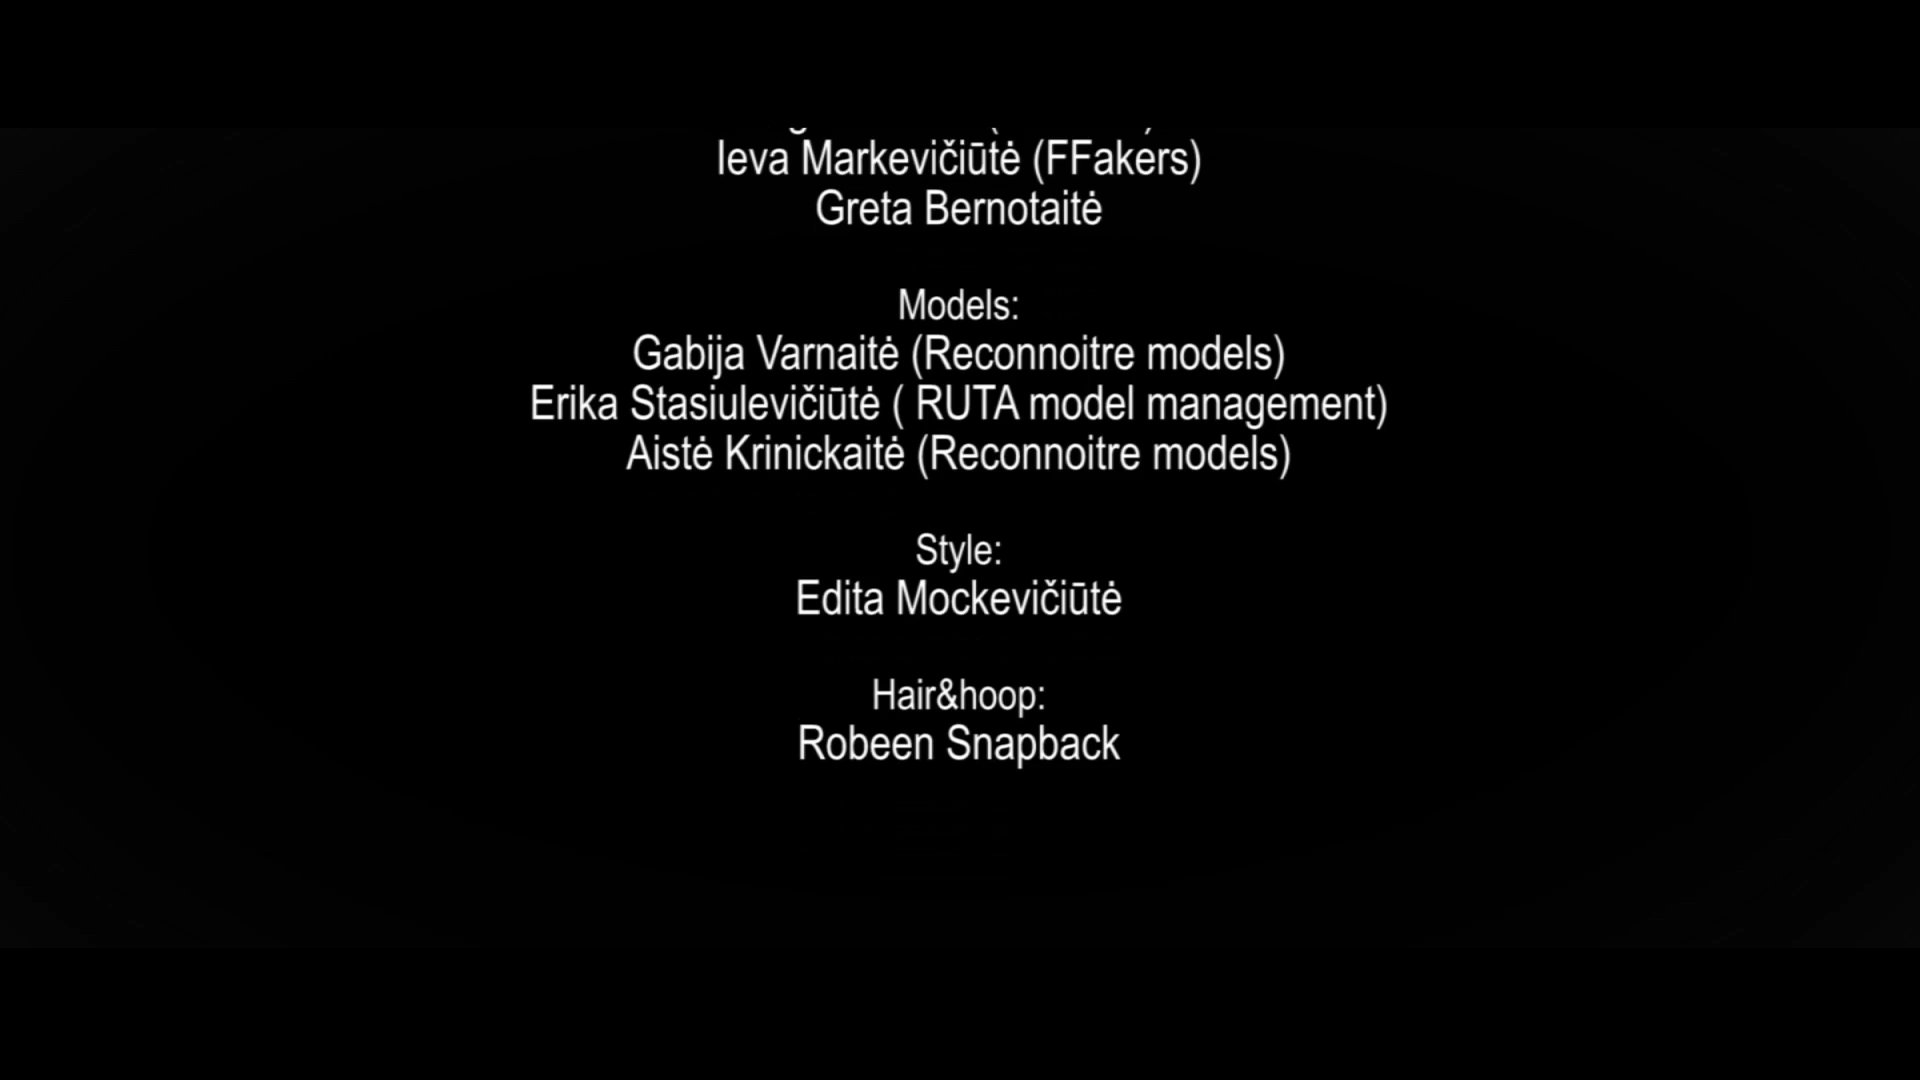 Ieva Markevičiūtė (FFakers)
Greta Bernotaitė
Models:
Gabija Varnaitė (Reconnoitre models)
Erika Stasiulevičiūtė ( RUTA model management)
Aistė Krinickaitė (Reconnoitre models)
Style:
Edita Mockevičiūtė
Hair&hoop:
Robeen Snapback